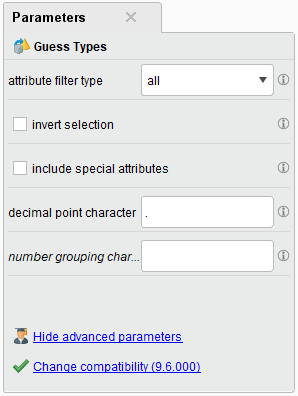 Parameters
Guess Types
attribute filter type all
invert selection
include special attributes
decimal point character .
number grouping char...
Hide advanced parameters
Change compatibility (9.6.000)